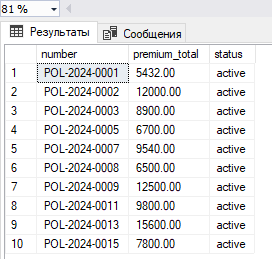 81 %
Результаты Сообщения
number premium_total status
1 POL-2024-0001 5432.00 active
2 POL-2024-0002 12000.00 active
3 POL-2024-0003 8900.00 active
4 POL-2024-0005 6700.00 active
5 POL-2024-0007 9540.00 active
6 POL-2024-0008 6500.00 active
7 POL-2024-0009 12500.00 active
8 POL-2024-0011 9800.00 active
9 POL-2024-0013 15600.00 active
10 POL-2024-0015 7800.00 active